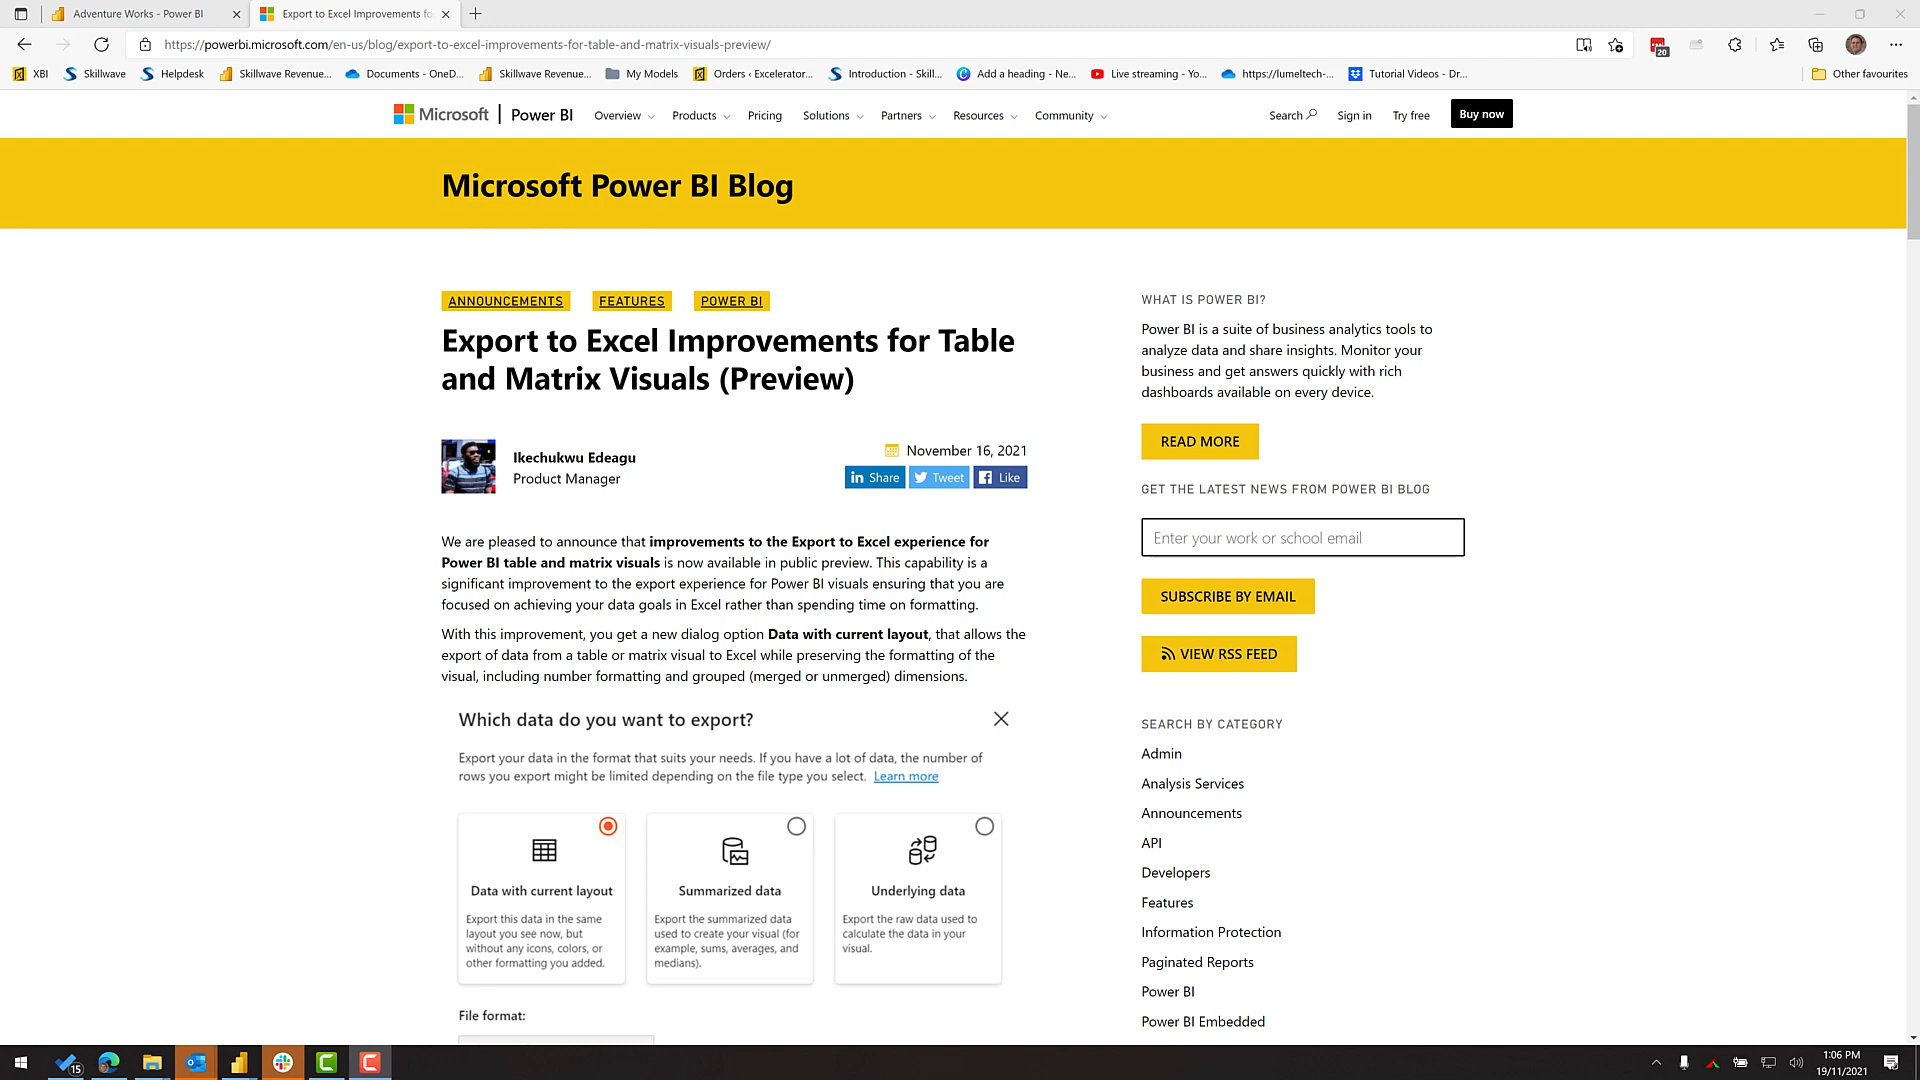 Adventure Works - Power BI
Export to Excel Improvements fo
https://powerbi.microsoft.com/en-us/blog/export-to-excel-improvements-for-table-and-matrix-visuals-preview/
20
XBI
Skillwave
Helpdesk
Skillwave Revenue...
Documents - OneD...
Skillwave Revenue...
My Models
Orders ‹ Excelerator...
Introduction - Skill...
Add a heading - Ne...
Live streaming - Yo...
https://lumeltech-...
Tutorial Videos - Dr...
Other favourites
Microsoft
Power BI
Overview
Products
Pricing
Solutions
Partners
Resources
Community
Search
Sign in
Try free
Buy now
Microsoft Power BI Blog
ANNOUNCEMENTS
FEATURES
POWER BI
Export to Excel Improvements for Table
and Matrix Visuals (Preview)
Ikechukwu Edeagu
Product Manager
November 16, 2021
in Share
Tweet
Like
We are pleased to announce that improvements to the Export to Excel experience for
Power BI table and matrix visuals is now available in public preview. This capability is a
significant improvement to the export experience for Power BI visuals ensuring that you are
focused on achieving your data goals in Excel rather than spending time on formatting.
With this improvement, you get a new dialog option Data with current layout, that allows the
export of data from a table or matrix visual to Excel while preserving the formatting of the
visual, including number formatting and grouped (merged or unmerged) dimensions.
Which data do you want to export?
Export your data in the format that suits your needs. If you have a lot of data, the number of
rows you export might be limited depending on the file type you select. Learn more
Data with current layout
Export this data in the same
layout you see now, but
without any icons, colors, or
other formatting you added.
Summarized data
Export the summarized data
used to create your visual (for
example, sums, averages, and
medians).
Underlying data
Export the raw data used to
calculate the data in your
visual.
File format:
WHAT IS POWER BI?
Power BI is a suite of business analytics tools to
analyze data and share insights. Monitor your
business and get answers quickly with rich
dashboards available on every device.
READ MORE
GET THE LATEST NEWS FROM POWER BI BLOG
Enter your work or school email
SUBSCRIBE BY EMAIL
VIEW RSS FEED
SEARCH BY CATEGORY
Admin
Analysis Services
Announcements
API
Developers
Features
Information Protection
Paginated Reports
Power BI
Power BI Embedded
15
1:06 PM
19/11/2021